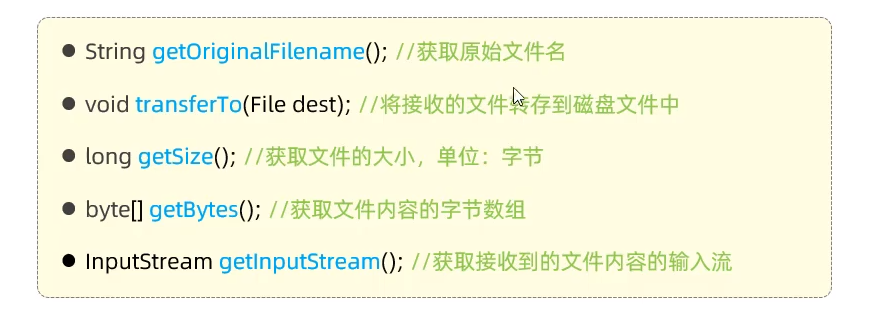 ● String getOriginalFilename(); //获取原始文件名
● void transferTo(File dest); //将接收的文件转存到磁盘文件中
● long getSize(); //获取文件的大小，单位：字节
● byte[] getBytes(); //获取文件内容的字节数组
● InputStream getInputStream(); //获取接收到的文件内容的输入流